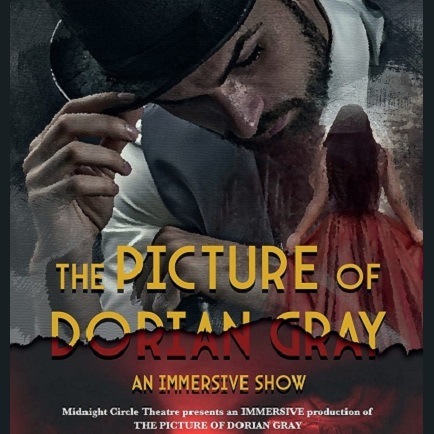 THE PICTURE OF
DORIAN GRAY
AN IMMERSIVE SHOW
Midnight Circle Theatre presents an IMMERSIVE production of
THE PICTURE OF DORIAN GRAY